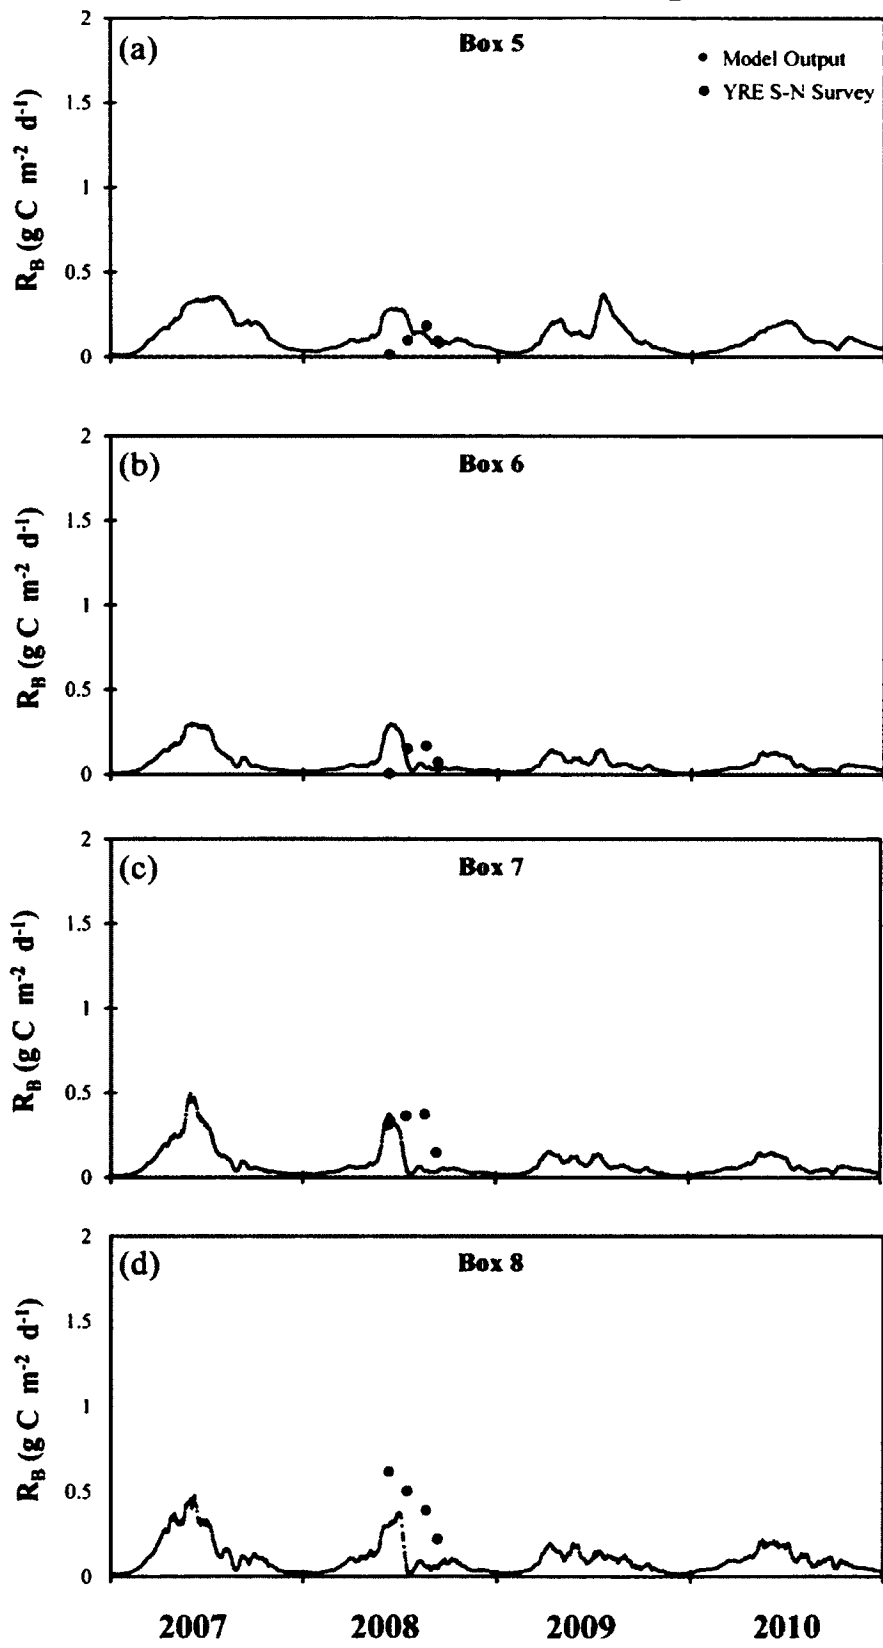 (a)
Box 5
Model Output
YRE S-N Survey
2
1.5
1
0.5
0
R_B (g C m⁻² d⁻¹)
(b)
Box 6
2
1.5
1
0.5
0
R_B (g C m⁻² d⁻¹)
(c)
Box 7
2
1.5
1
0.5
0
R_B (g C m⁻² d⁻¹)
(d)
Box 8
2
1.5
1
0.5
0
R_B (g C m⁻² d⁻¹)
2007 2008 2009 2010